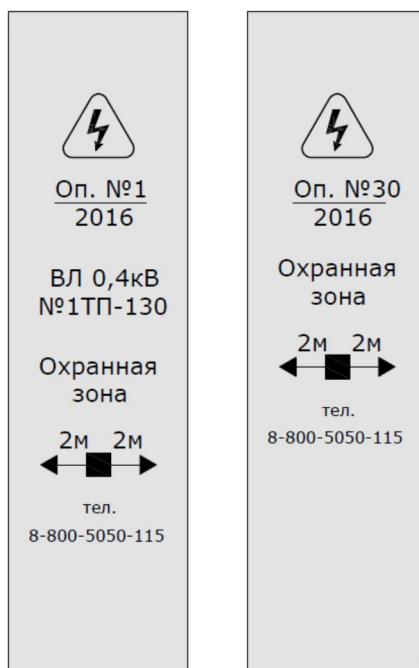 Оп. №1
2016
ВЛ 0,4кВ
№1ТП-130
Охранная
зона
2м 2м
тел.
8-800-5050-115
Оп. №30
2016
Охранная
зона
2м 2м
тел.
8-800-5050-115